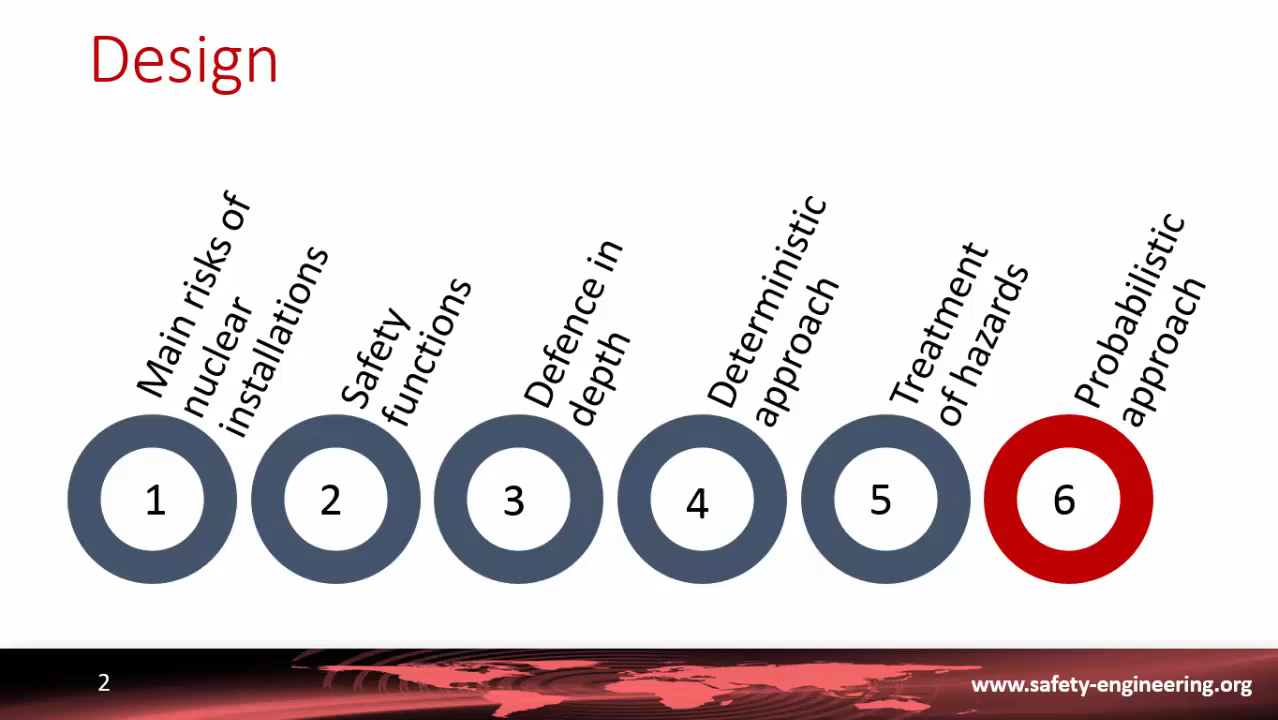 Design
Main risks of
nuclear
installations
Safety
functions
Defence in
depth
Deterministic
approach
Treatment
of hazards
Probabilistic
approach
1
2
3
4
5
6
2
www.safety-engineering.org